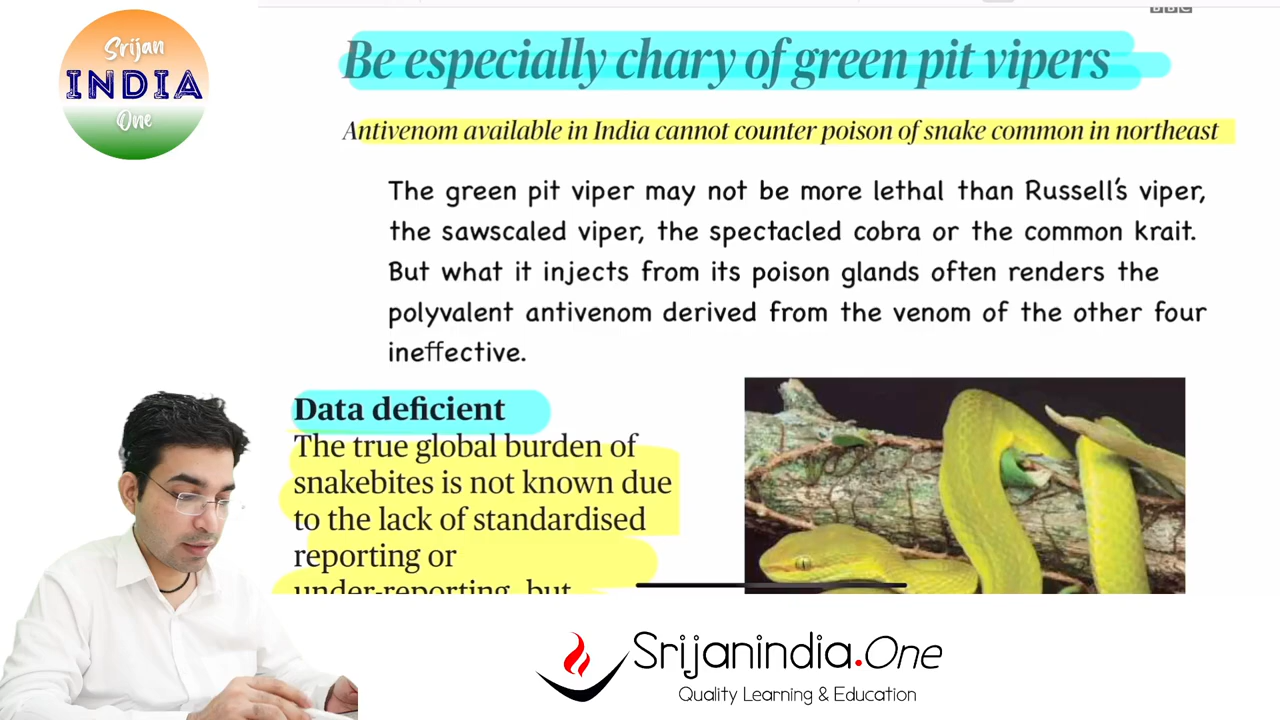 BBC
Srijan
INDIA
One
Be especially chary of green pit vipers
Antivenom available in India cannot counter poison of snake common in northeast
The green pit viper may not be more lethal than Russell's viper,
the sawscaled viper, the spectacled cobra or the common krait.
But what it injects from its poison glands often renders the
polyvalent antivenom derived from the venom of the other four
ineffective.
Data deficient
The true global burden of
snakebites is not known due
to the lack of standardised
reporting or
under-reporting, but
Srijanindia.One
Quality Learning & Education